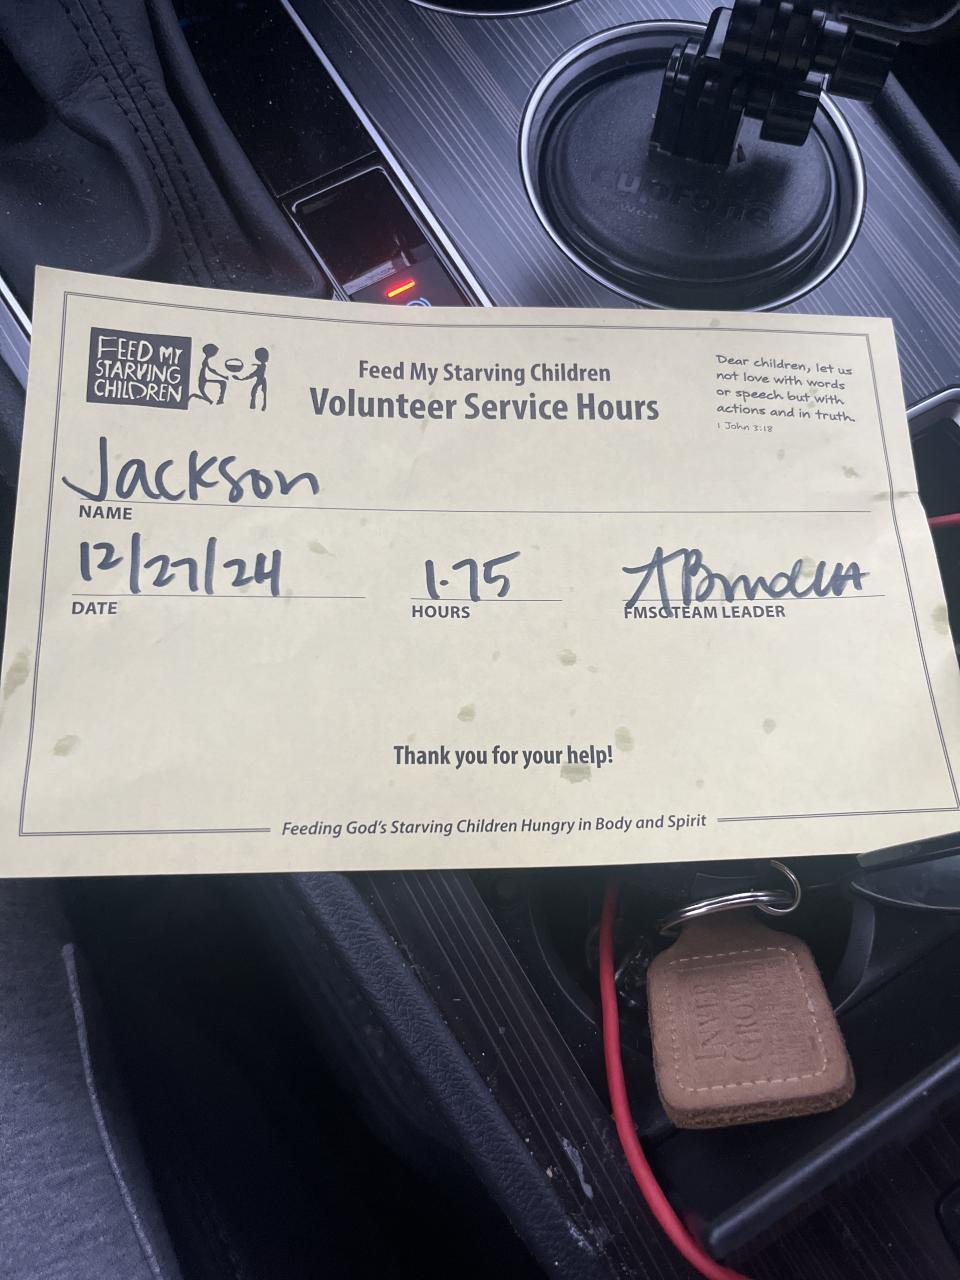 FEED MY
STARVING
CHILDREN
Feed My Starving Children
Volunteer Service Hours
Dear children, let us
not love with words
or speech but with
actions and in truth.
1 John 3:18
Jackson
NAME
12/27/24
DATE
1.75
HOURS
FMSC TEAM LEADER
Thank you for your help!
Feeding God's Starving Children Hungry in Body and Spirit